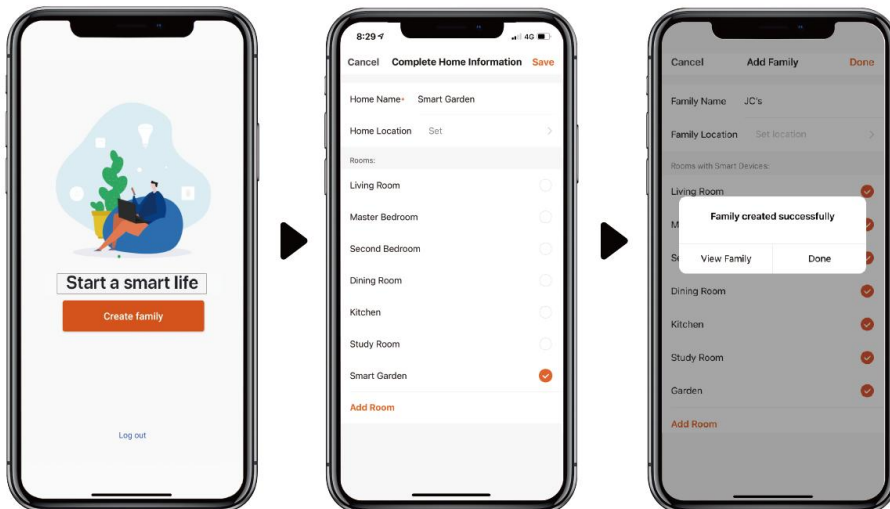 Start a smart life
Create family
Log out
8:29
4G
Cancel Complete Home Information Save
Home Name* Smart Garden
Home Location Set
Rooms:
Living Room
Master Bedroom
Second Bedroom
Dining Room
Kitchen
Study Room
Smart Garden
Add Room
Cancel Add Family Done
Family Name JC's
Family Location Set location
Rooms with Smart Devices:
Living Room
Family created successfully
M
Se
View Family Done
Dining Room
Kitchen
Study Room
Garden
Add Room